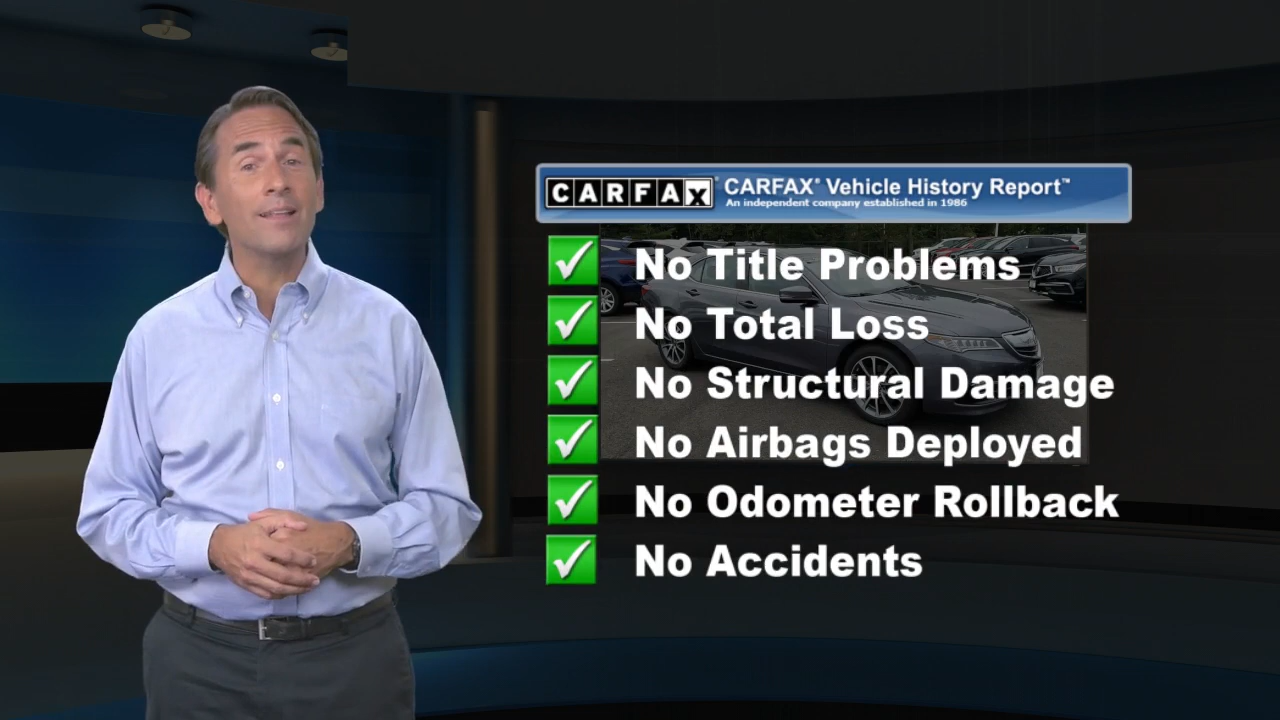 CARFAX® CARFAX® Vehicle History Report™
An independent company established in 1986
No Title Problems
No Total Loss
No Structural Damage
No Airbags Deployed
No Odometer Rollback
No Accidents